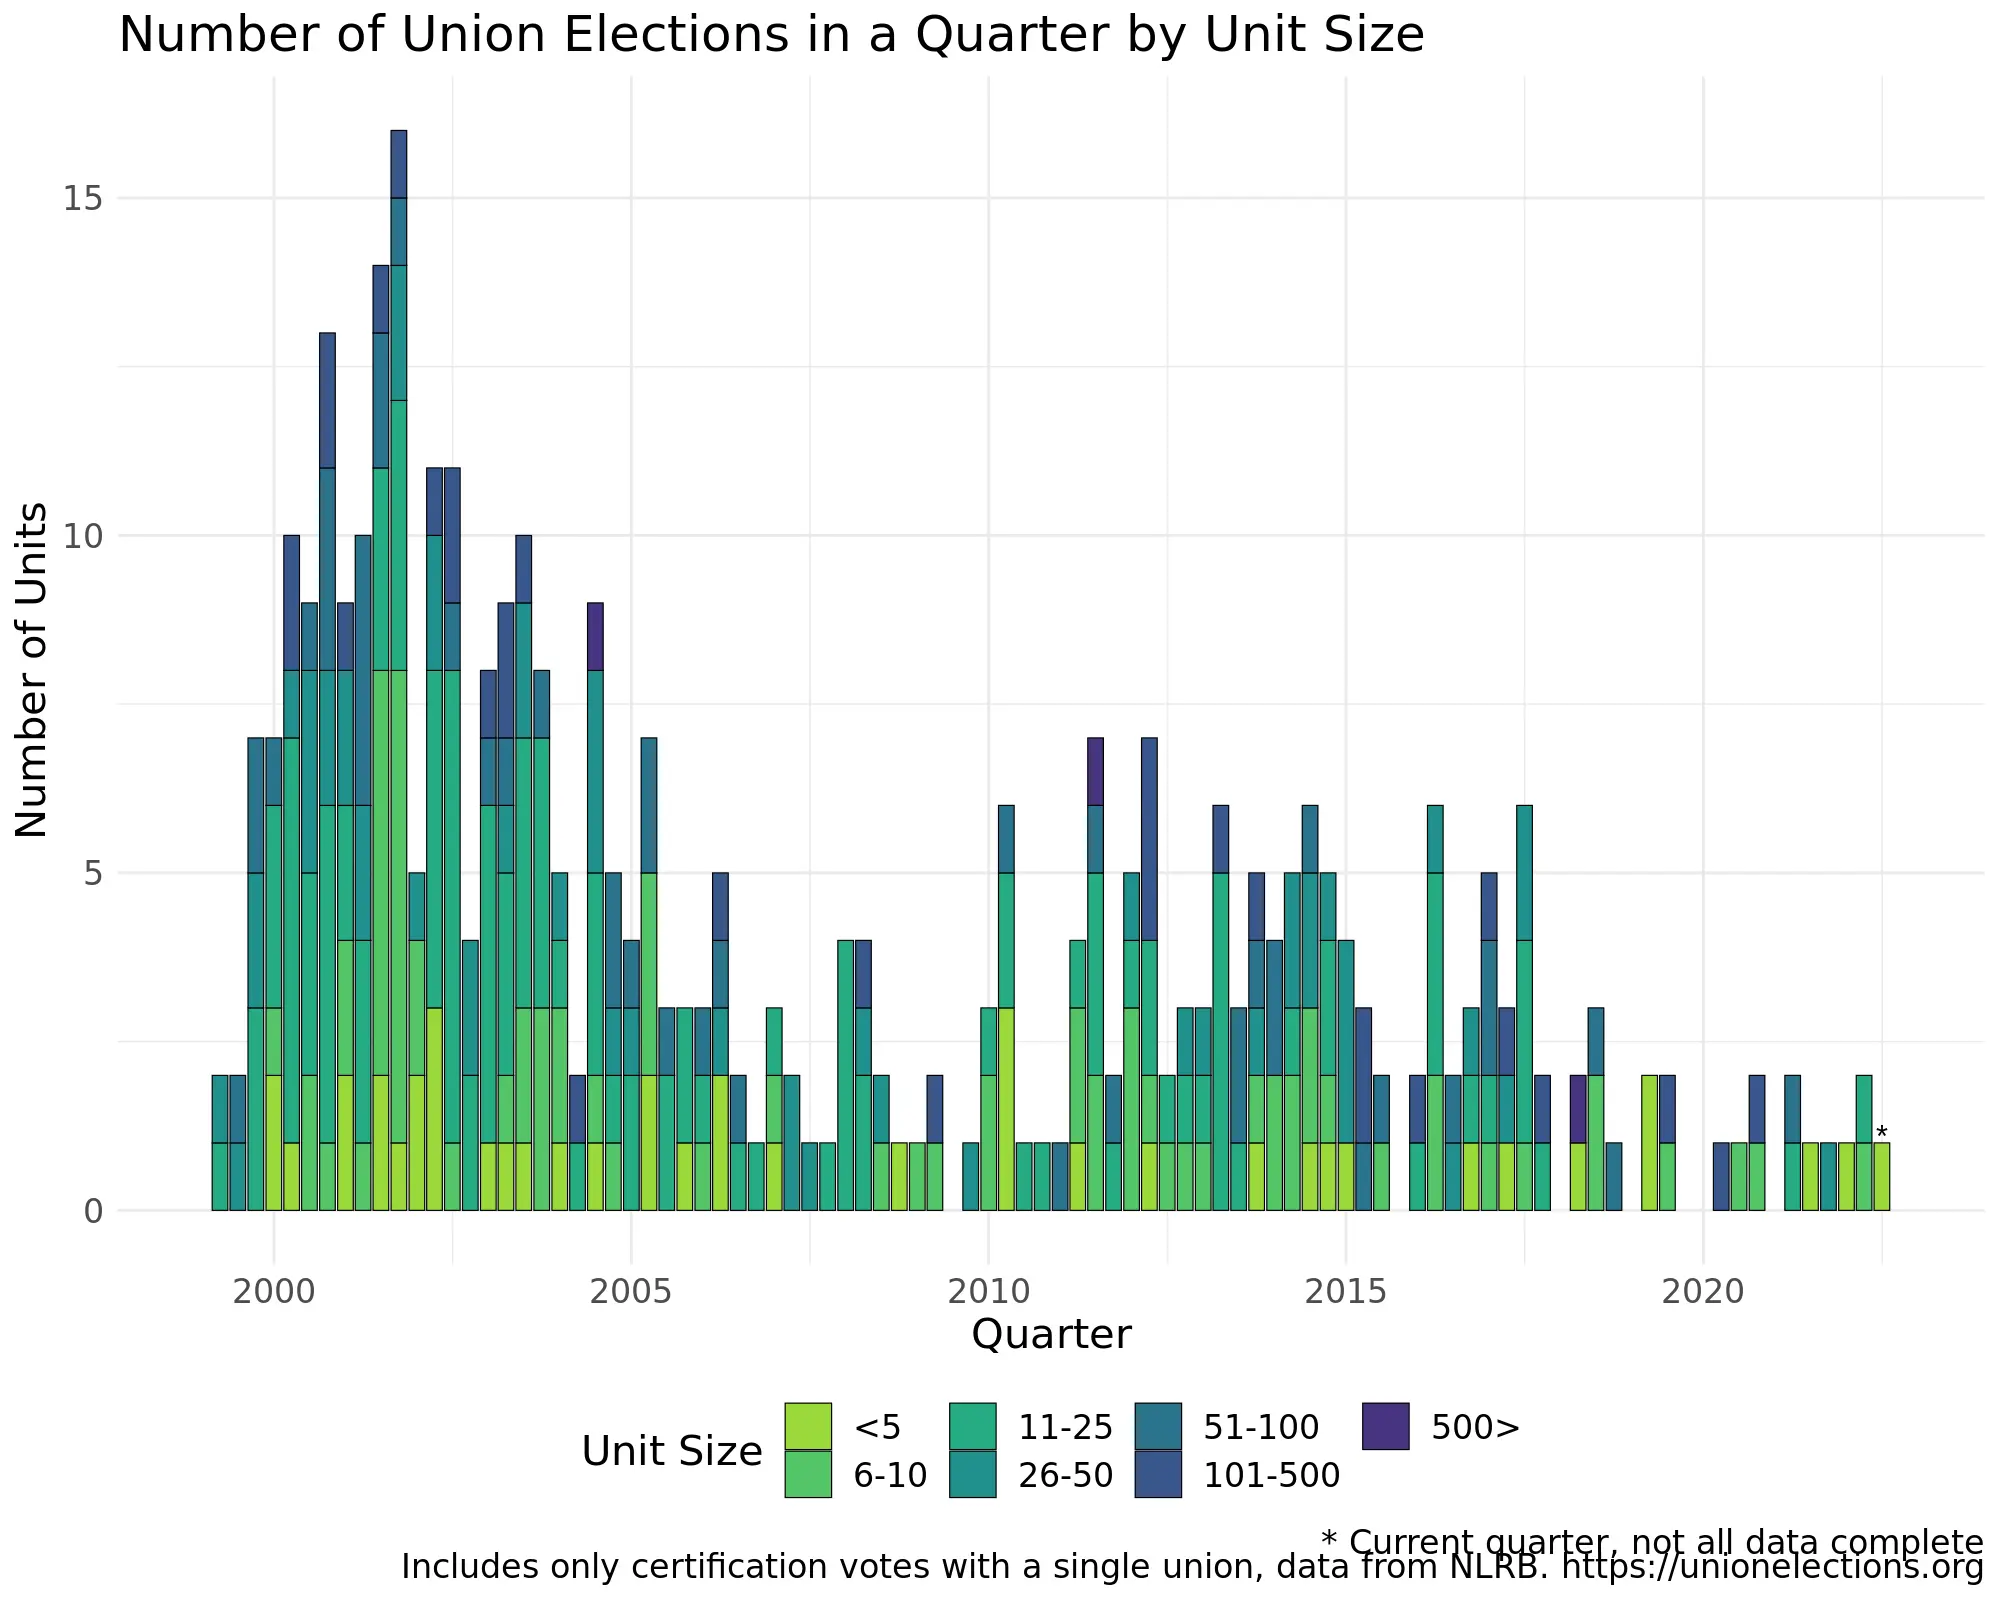 Number of Union Elections in a Quarter by Unit Size
Number of Units
15
10
5
0
*
2000 2005 2010 2015 2020
Quarter
Unit Size
<5 11-25 51-100 500>
6-10 26-50 101-500
* Current quarter, not all data complete
Includes only certification votes with a single union, data from NLRB. https://unionelections.org